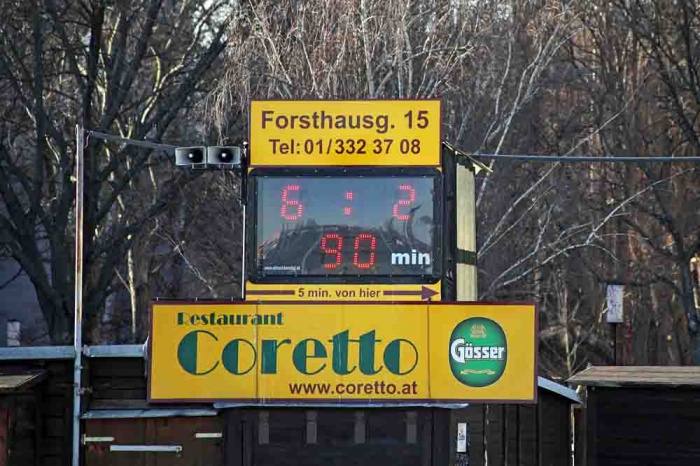 Forsthausg. 15
Tel: 01/332 37 08
6 : 2
90 min
5 min. von hier
Restaurant
Coretto
www.coretto.at
Gösser